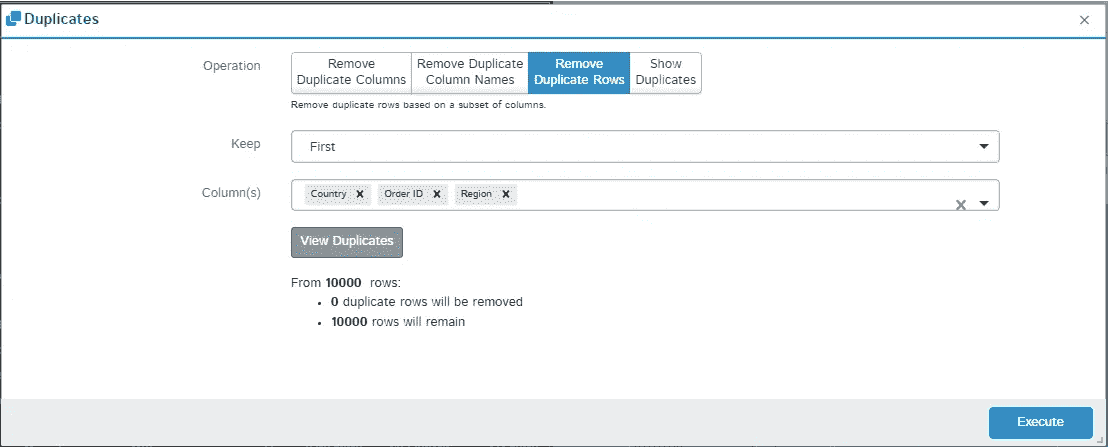 Duplicates
Operation
Remove Duplicate Columns
Remove Duplicate Column Names
Remove Duplicate Rows
Show Duplicates
Remove duplicate rows based on a subset of columns.
Keep
First
Column(s)
Country x Order ID x Region x
View Duplicates
From 10000 rows:
• 0 duplicate rows will be removed
• 10000 rows will remain
Execute